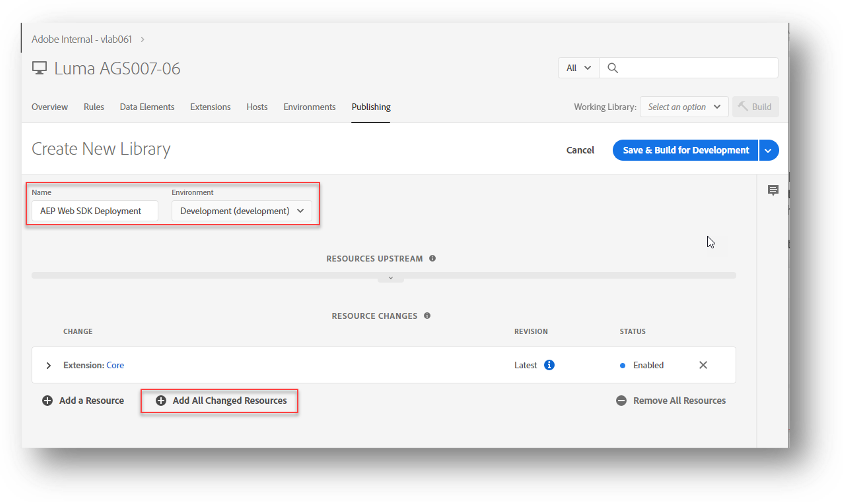 Adobe Internal - vlab061 >
Luma AGS007-06
All
Overview Rules Data Elements Extensions Hosts Environments Publishing
Working Library: Select an option Build
Create New Library
Cancel Save & Build for Development
Name Environment
AEP Web SDK Deployment Development (development)
RESOURCES UPSTREAM
RESOURCE CHANGES
CHANGE REVISION STATUS
Extension: Core Latest Enabled
Add a Resource Add All Changed Resources Remove All Resources